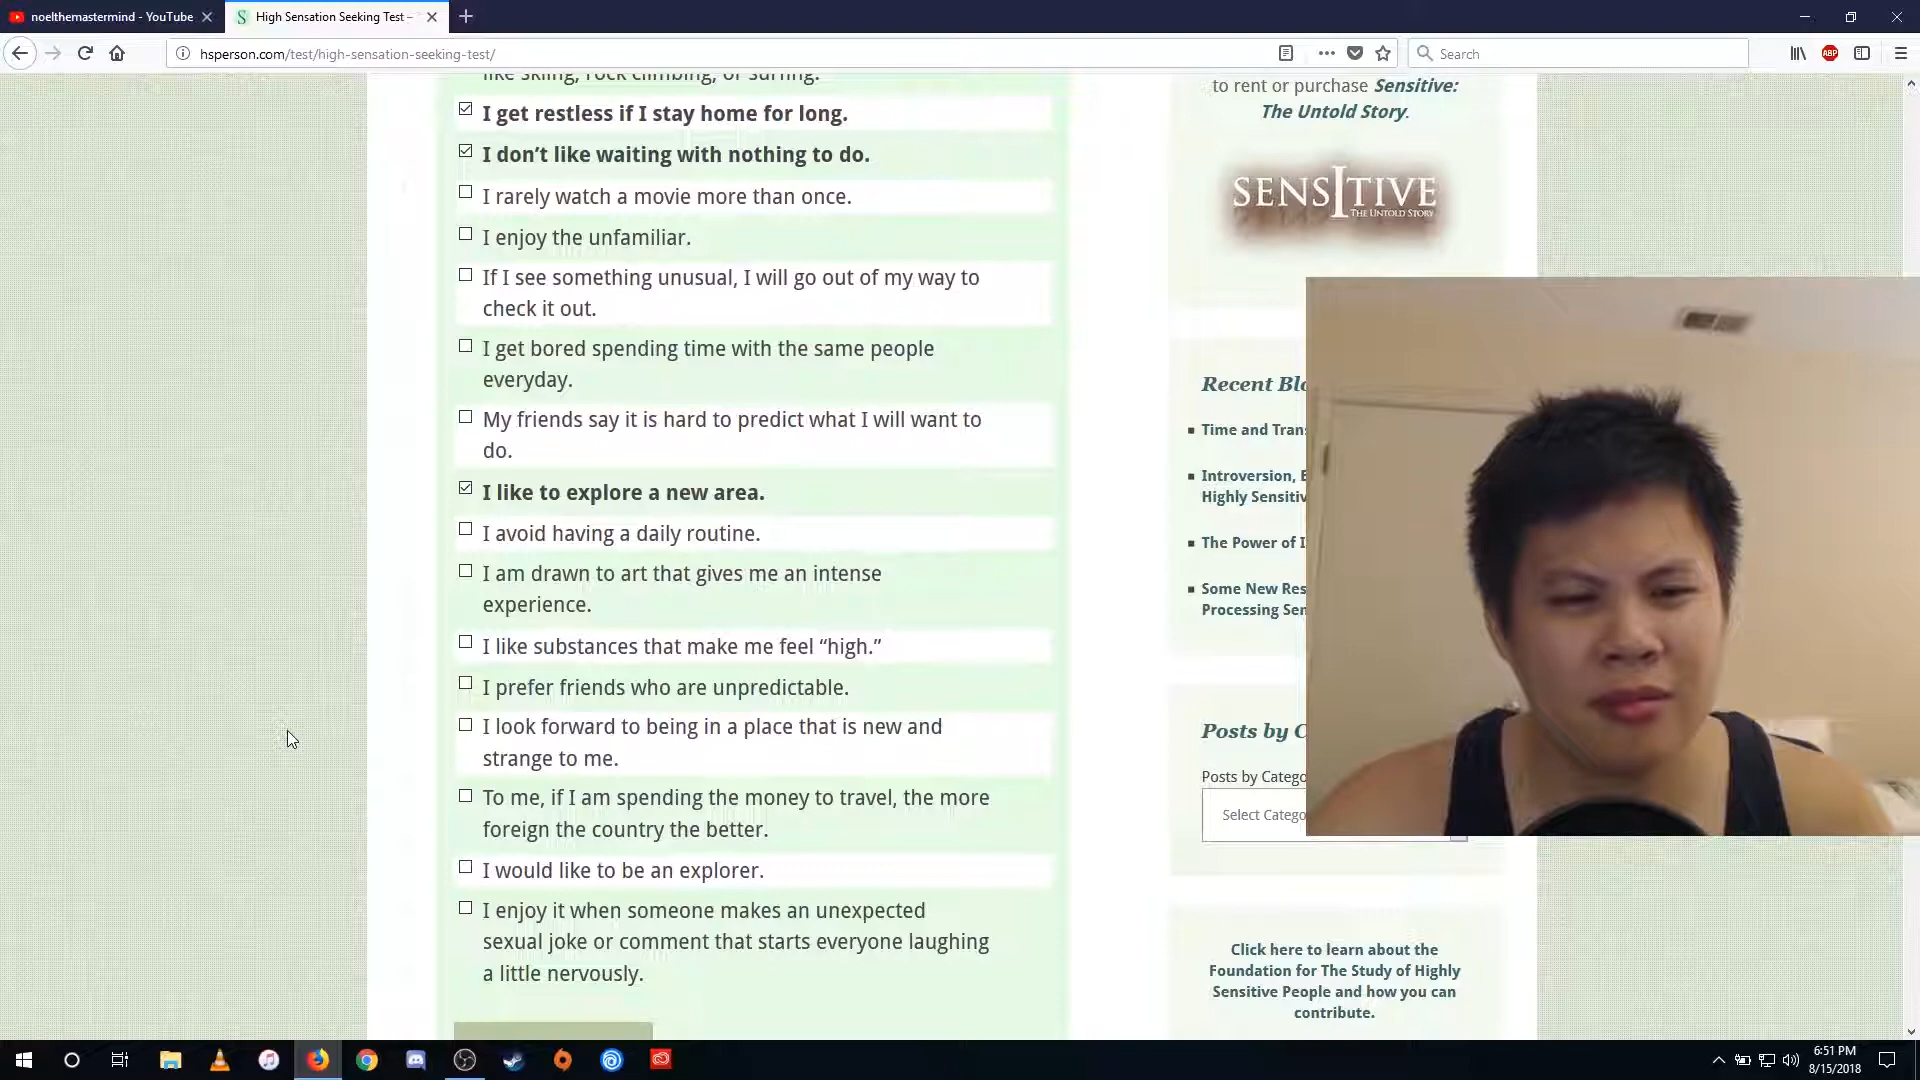 noelthemastermind - YouTube
High Sensation Seeking Test –
hsperson.com/test/high-sensation-seeking-test/
Search
ABP
like skiing, rock climbing, or surfing.
I get restless if I stay home for long.
I don’t like waiting with nothing to do.
I rarely watch a movie more than once.
I enjoy the unfamiliar.
If I see something unusual, I will go out of my way to
check it out.
I get bored spending time with the same people
everyday.
My friends say it is hard to predict what I will want to
do.
I like to explore a new area.
I avoid having a daily routine.
I am drawn to art that gives me an intense
experience.
I like substances that make me feel “high.”
I prefer friends who are unpredictable.
I look forward to being in a place that is new and
strange to me.
To me, if I am spending the money to travel, the more
foreign the country the better.
I would like to be an explorer.
I enjoy it when someone makes an unexpected
sexual joke or comment that starts everyone laughing
a little nervously.
to rent or purchase Sensitive:
The Untold Story.
SENSITIVE
THE UNTOLD STORY
Recent Blo
Time and Tran
Introversion, E
Highly Sensitiv
The Power of I
Some New Res
Processing Sen
Posts by C
Posts by Catego
Select Catego
Click here to learn about the
Foundation for The Study of Highly
Sensitive People and how you can
contribute.
6:51 PM
8/15/2018